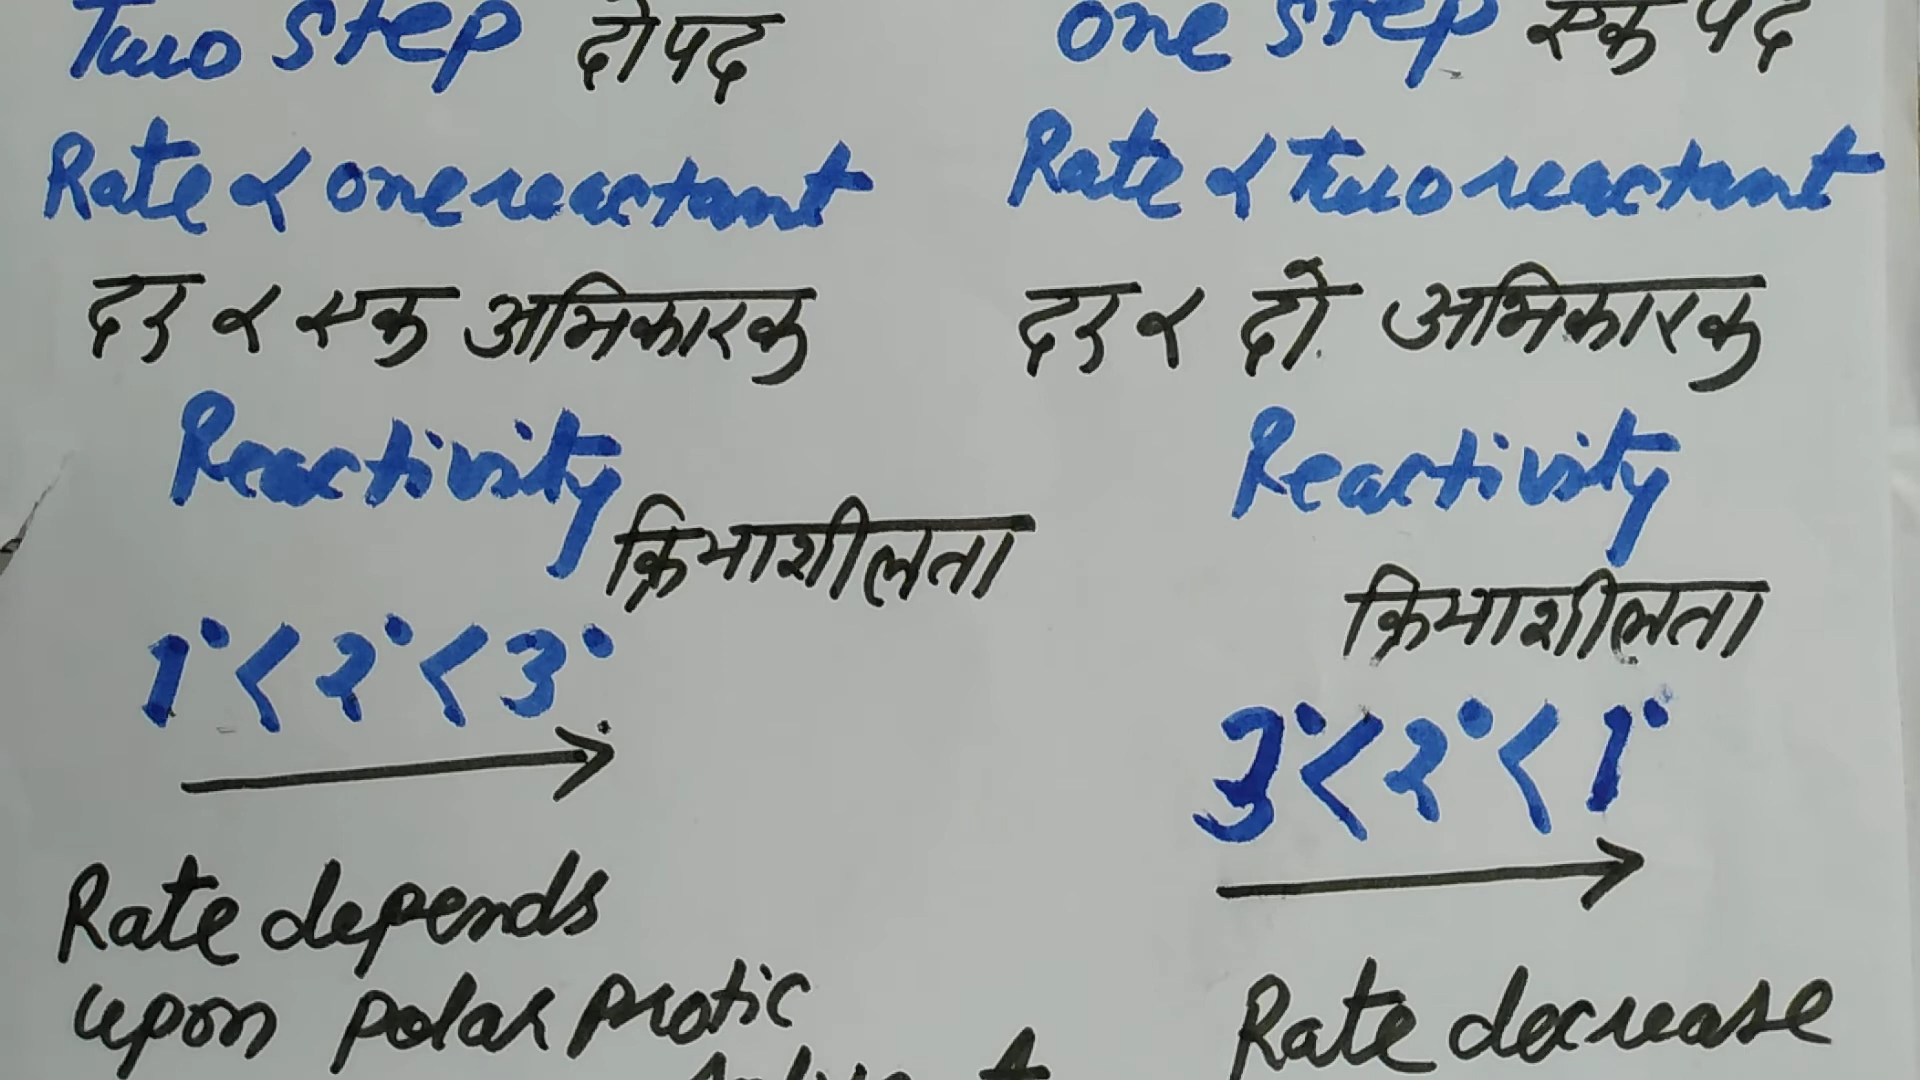 Two Step दो पद
Rate ∝ one reactant
दर ∝ एक अभिकारक
Reactivity
क्रियाशीलता
1° < 2° < 3°
Rate depends
upon polar protic
one Step एक पद
Rate ∝ Two reactant
दर ∝ दो अभिकारक
Reactivity
क्रियाशीलता
3° < 2° < 1°
Rate decrease